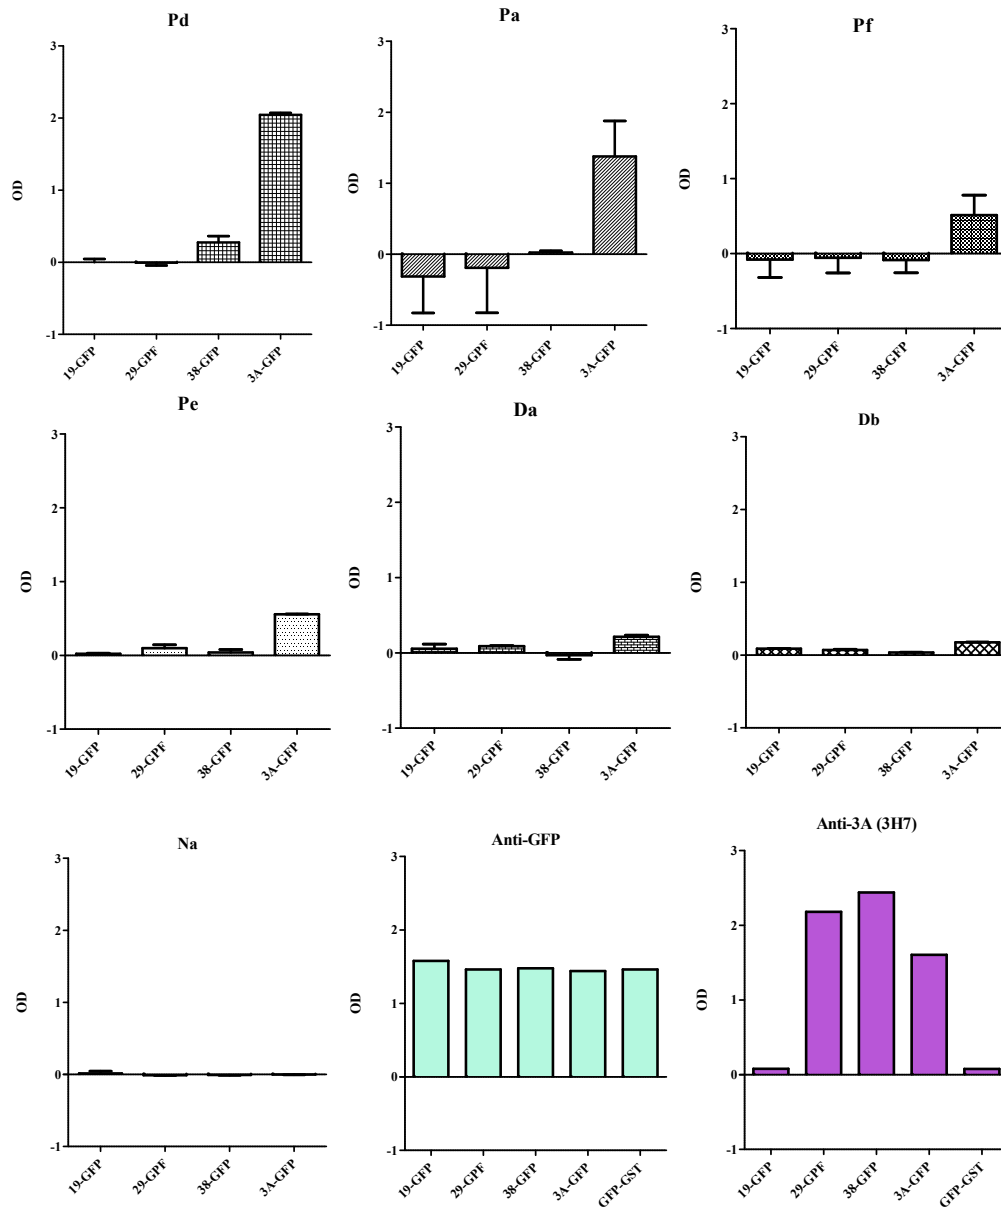 Pd
3
2
1
0
-1
OD
19-GFP
29-GPF
38-GFP
3A-GFP
Pa
3
2
1
0
-1
OD
19-GFP
29-GPF
38-GFP
3A-GFP
Pf
3
2
1
0
-1
OD
19-GFP
29-GPF
38-GFP
3A-GFP
Pe
3
2
1
0
-1
OD
19-GFP
29-GPF
38-GFP
3A-GFP
Da
3
2
1
0
-1
OD
19-GFP
29-GPF
38-GFP
3A-GFP
Db
3
2
1
0
-1
OD
19-GFP
29-GPF
38-GFP
3A-GFP
Na
3
2
1
0
-1
OD
19-GFP
29-GPF
38-GFP
3A-GFP
Anti-GFP
3
2
1
0
-1
OD
19-GFP
29-GPF
38-GFP
3A-GFP
GFP-GST
Anti-3A (3H7)
3
2
1
0
-1
OD
19-GFP
29-GPF
38-GFP
3A-GFP
GFP-GST